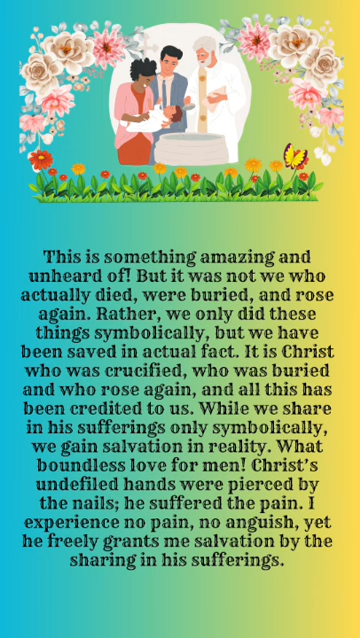 This is something amazing and
unheard of! But it was not we who
actually died, were buried, and rose
again. Rather, we only did these
things symbolically, but we have
been saved in actual fact. It is Christ
who was crucified, who was buried
and who rose again, and all this has
been credited to us. While we share
in his sufferings only symbolically,
we gain salvation in reality. What
boundless love for men! Christ's
undefiled hands were pierced by
the nails; he suffered the pain. I
experience no pain, no anguish, yet
he freely grants me salvation by the
sharing in his sufferings.